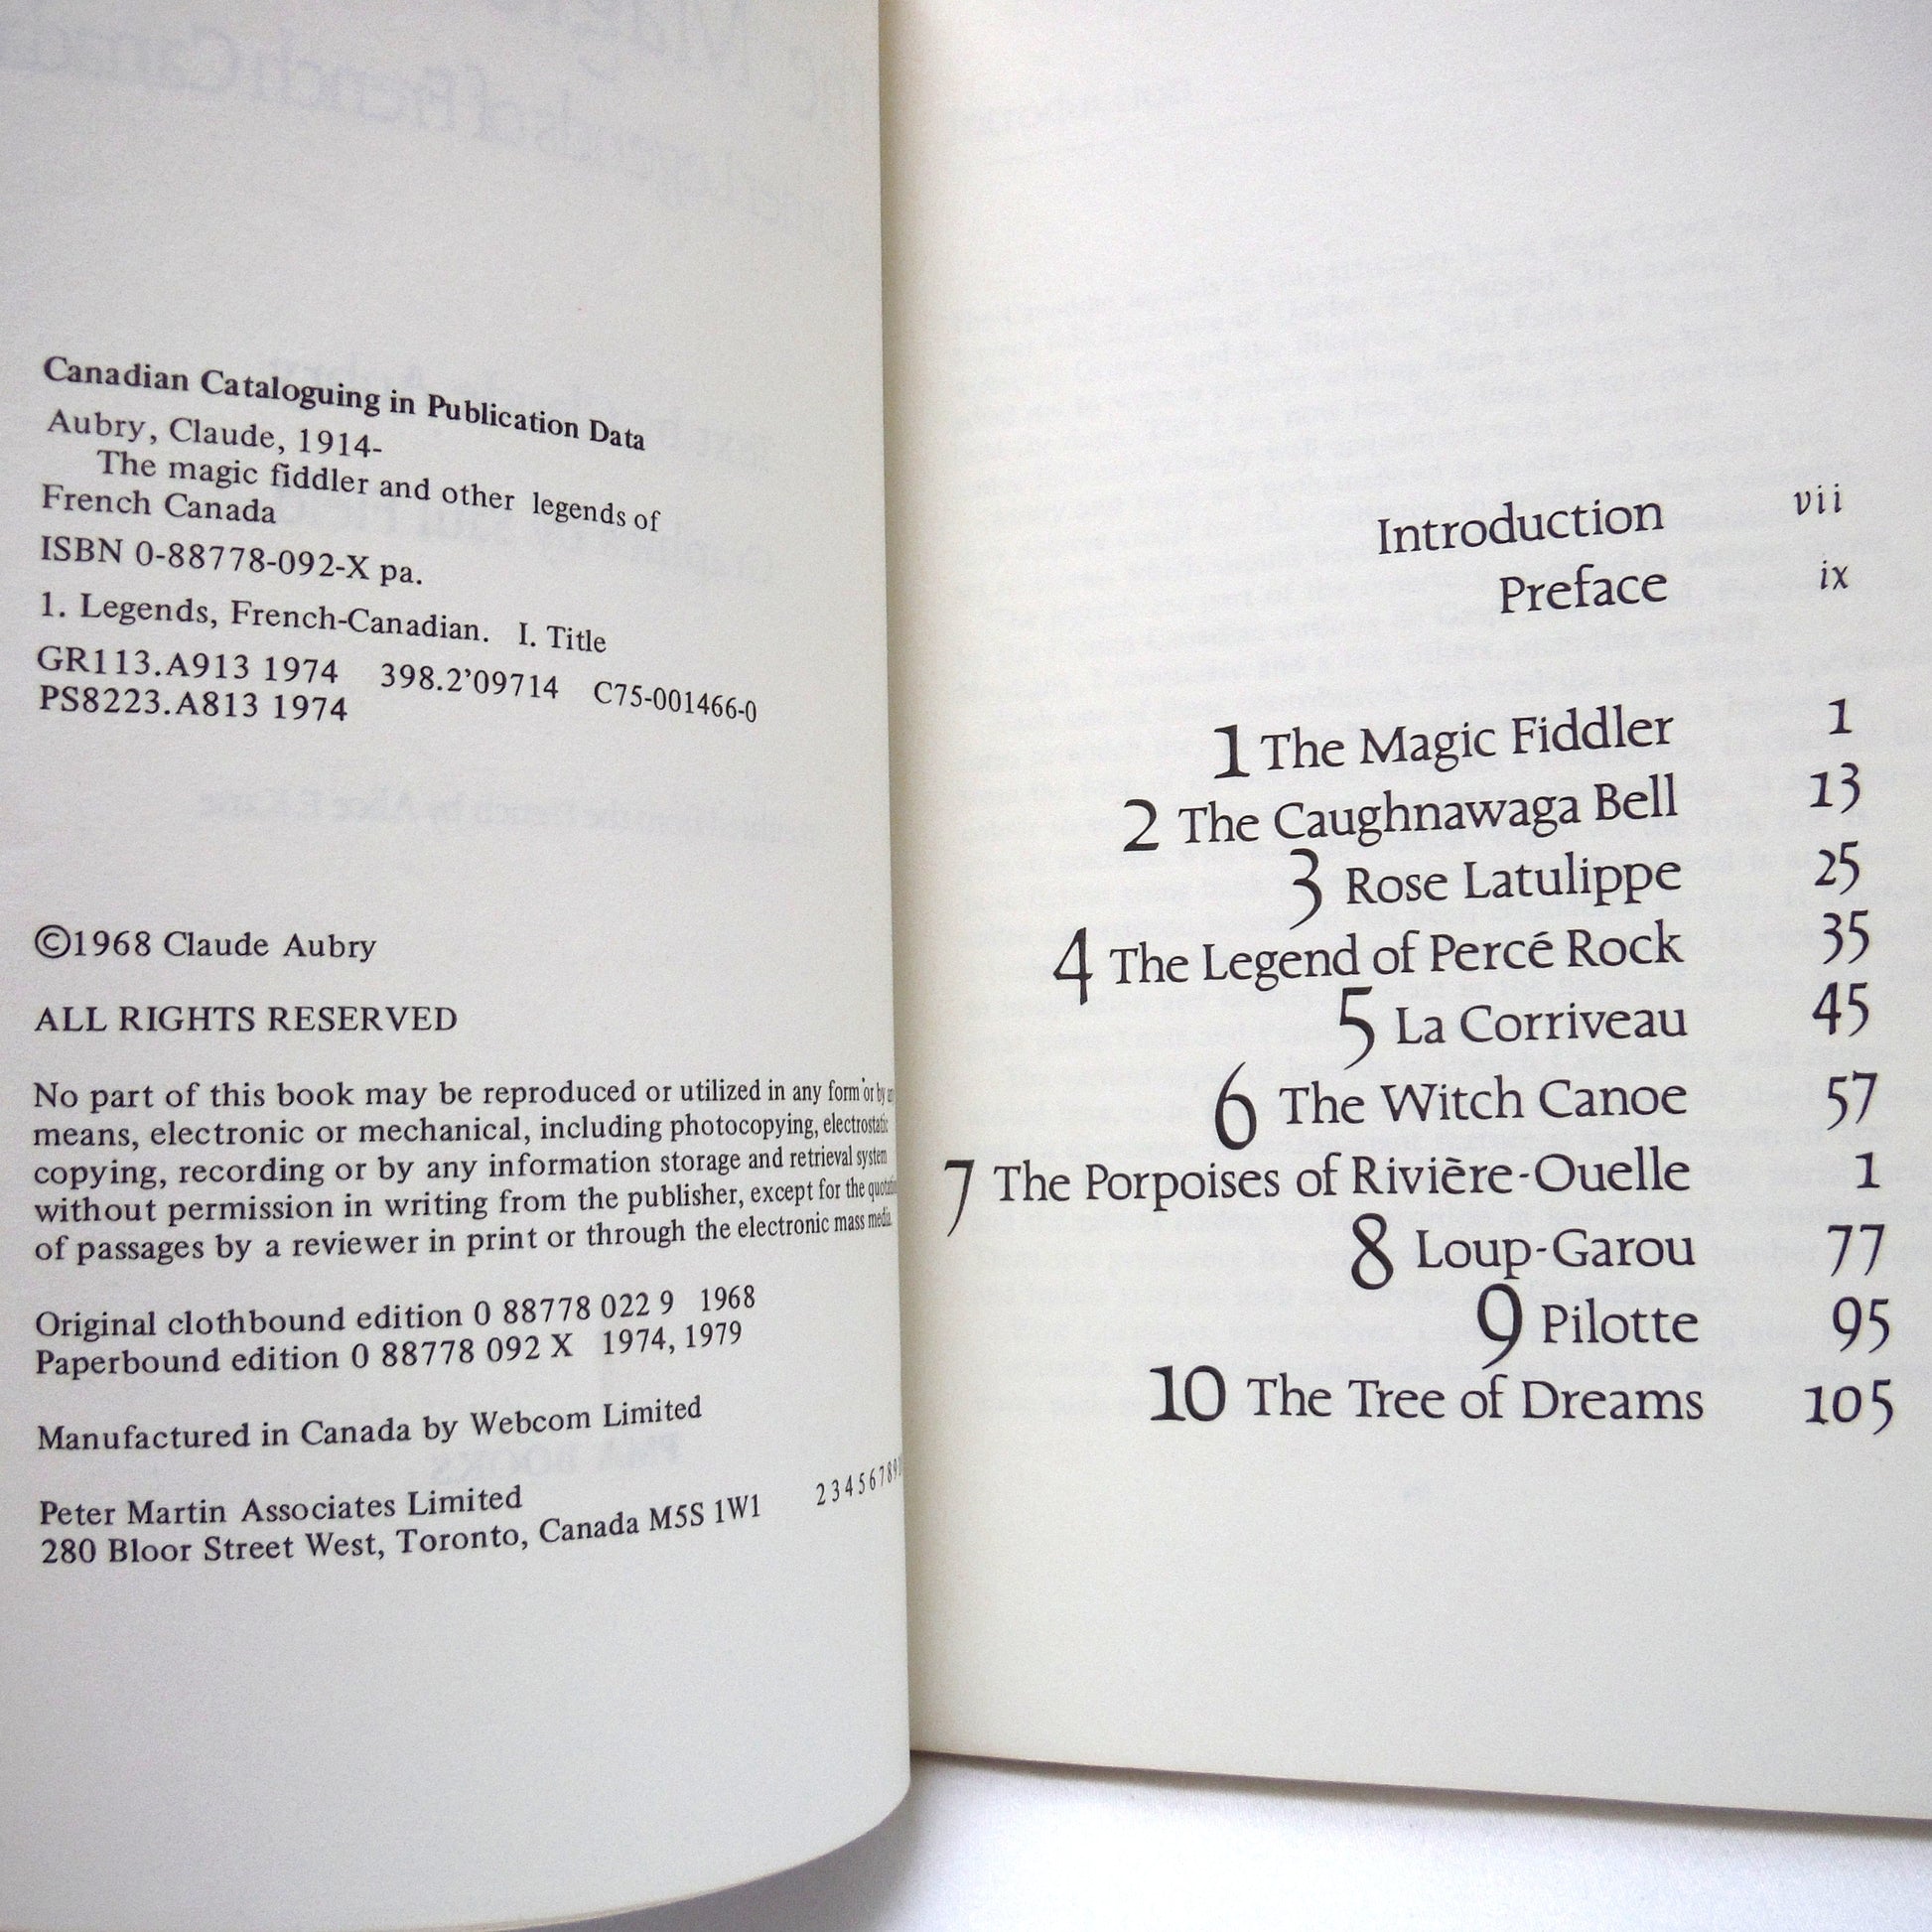 Canadian Cataloguing in Publication Data
Aubry, Claude, 1914-
The magic fiddler and other legends of
French Canada
ISBN 0-88778-092-X pa.
1. Legends, French-Canadian. I. Title
GR113.A913 1974 398.2'09714 C75-001466-0
PS8223.A813 1974
©1968 Claude Aubry
ALL RIGHTS RESERVED
No part of this book may be reproduced or utilized in any form or by
means, electronic or mechanical, including photocopying, electrostatic
copying, recording or by any information storage and retrieval system
without permission in writing from the publisher, except for the
of passages by a reviewer in print or through the electronic mass media.
Original clothbound edition 0 88778 022 9 1968
Paperbound edition 0 88778 092 X 1974, 1979
Manufactured in Canada by Webcom Limited
Peter Martin Associates Limited
280 Bloor Street West, Toronto, Canada M5S 1W1 23456789
Introduction vii
Preface ix
1 The Magic Fiddler 1
2 The Caughnawaga Bell 13
3 Rose Latulippe 25
4 The Legend of Percé Rock 35
5 La Corriveau 45
6 The Witch Canoe 57
7 The Porpoises of Rivière-Ouelle 1
8 Loup-Garou 77
9 Pilotte 95
10 The Tree of Dreams 105